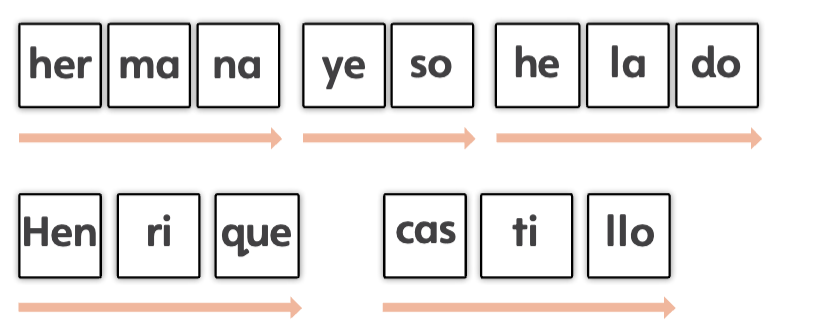 her ma na ye so he la do
Hen ri que cas ti llo